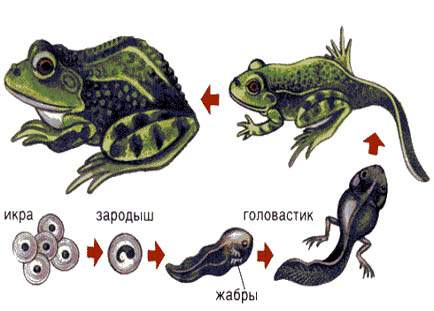 икра
зародыш
головастик
жабры